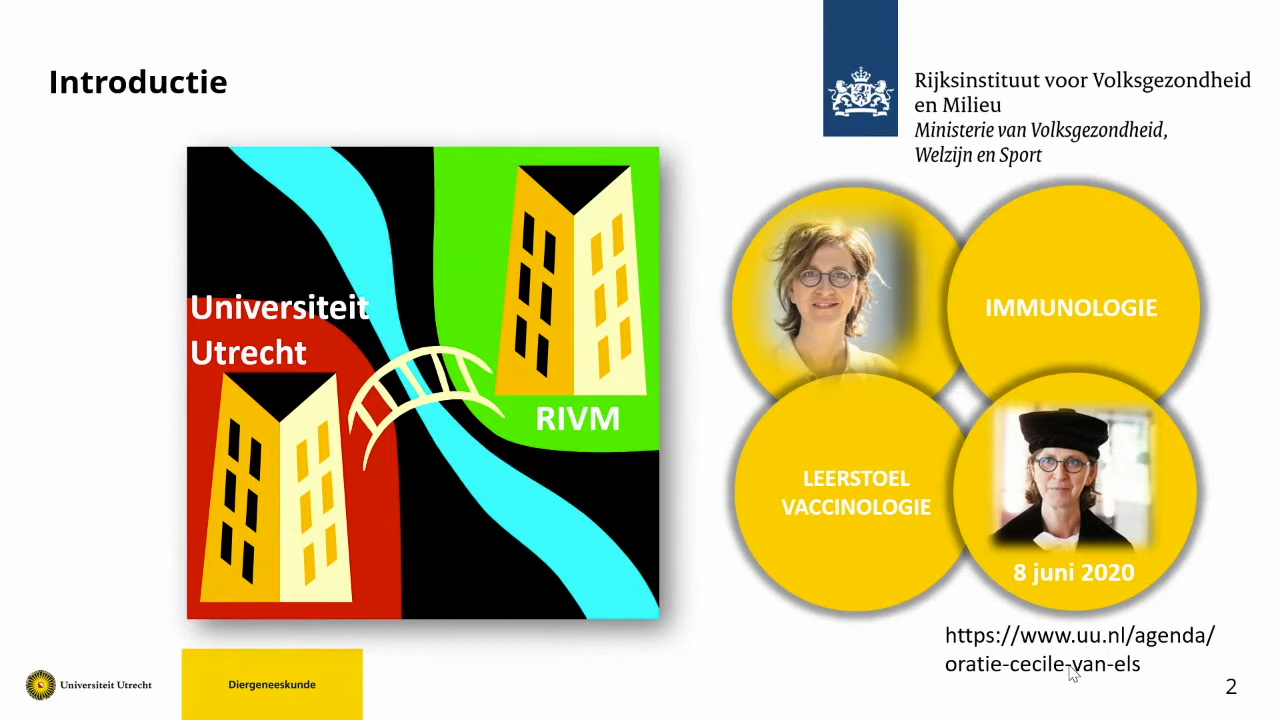 Introductie
Rijksinstituut voor Volksgezondheid
en Milieu
Ministerie van Volksgezondheid,
Welzijn en Sport
Universiteit
Utrecht
RIVM
IMMUNOLOGIE
LEERSTOEL
VACCINOLOGIE
8 juni 2020
https://www.uu.nl/agenda/
oratie-cecile-van-els
Universiteit Utrecht
Diergeneeskunde
2